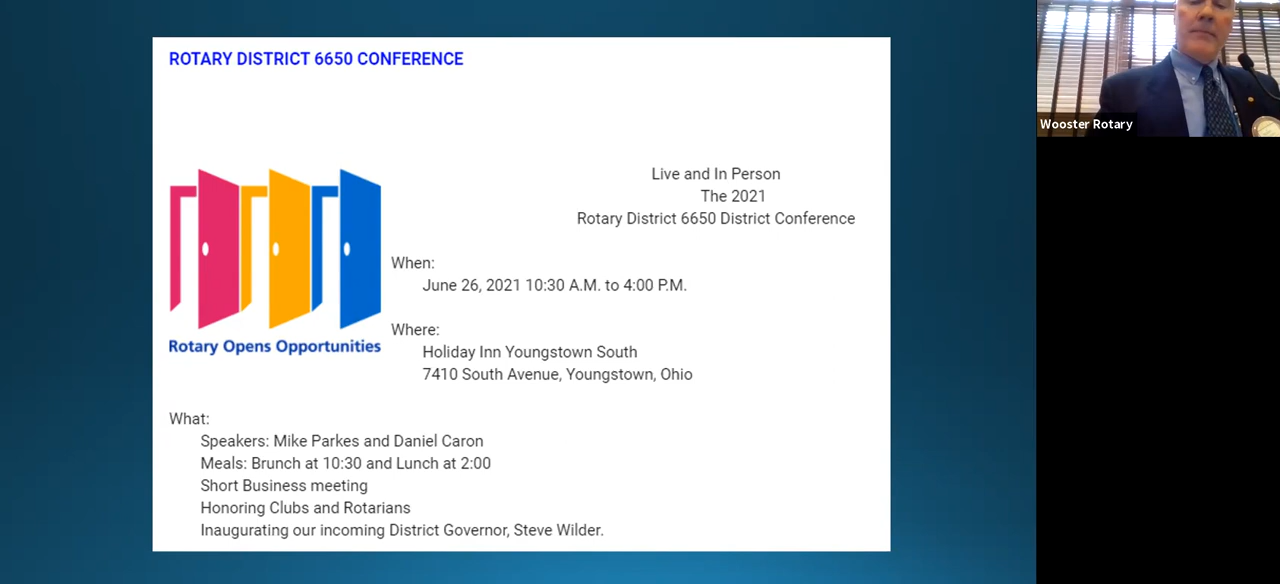 ROTARY DISTRICT 6650 CONFERENCE
Live and In Person
The 2021
Rotary District 6650 District Conference
When:
June 26, 2021 10:30 A.M. to 4:00 P.M.
Where:
Holiday Inn Youngstown South
7410 South Avenue, Youngstown, Ohio
Rotary Opens Opportunities
What:
Speakers: Mike Parkes and Daniel Caron
Meals: Brunch at 10:30 and Lunch at 2:00
Short Business meeting
Honoring Clubs and Rotarians
Inaugurating our incoming District Governor, Steve Wilder.
Wooster Rotary